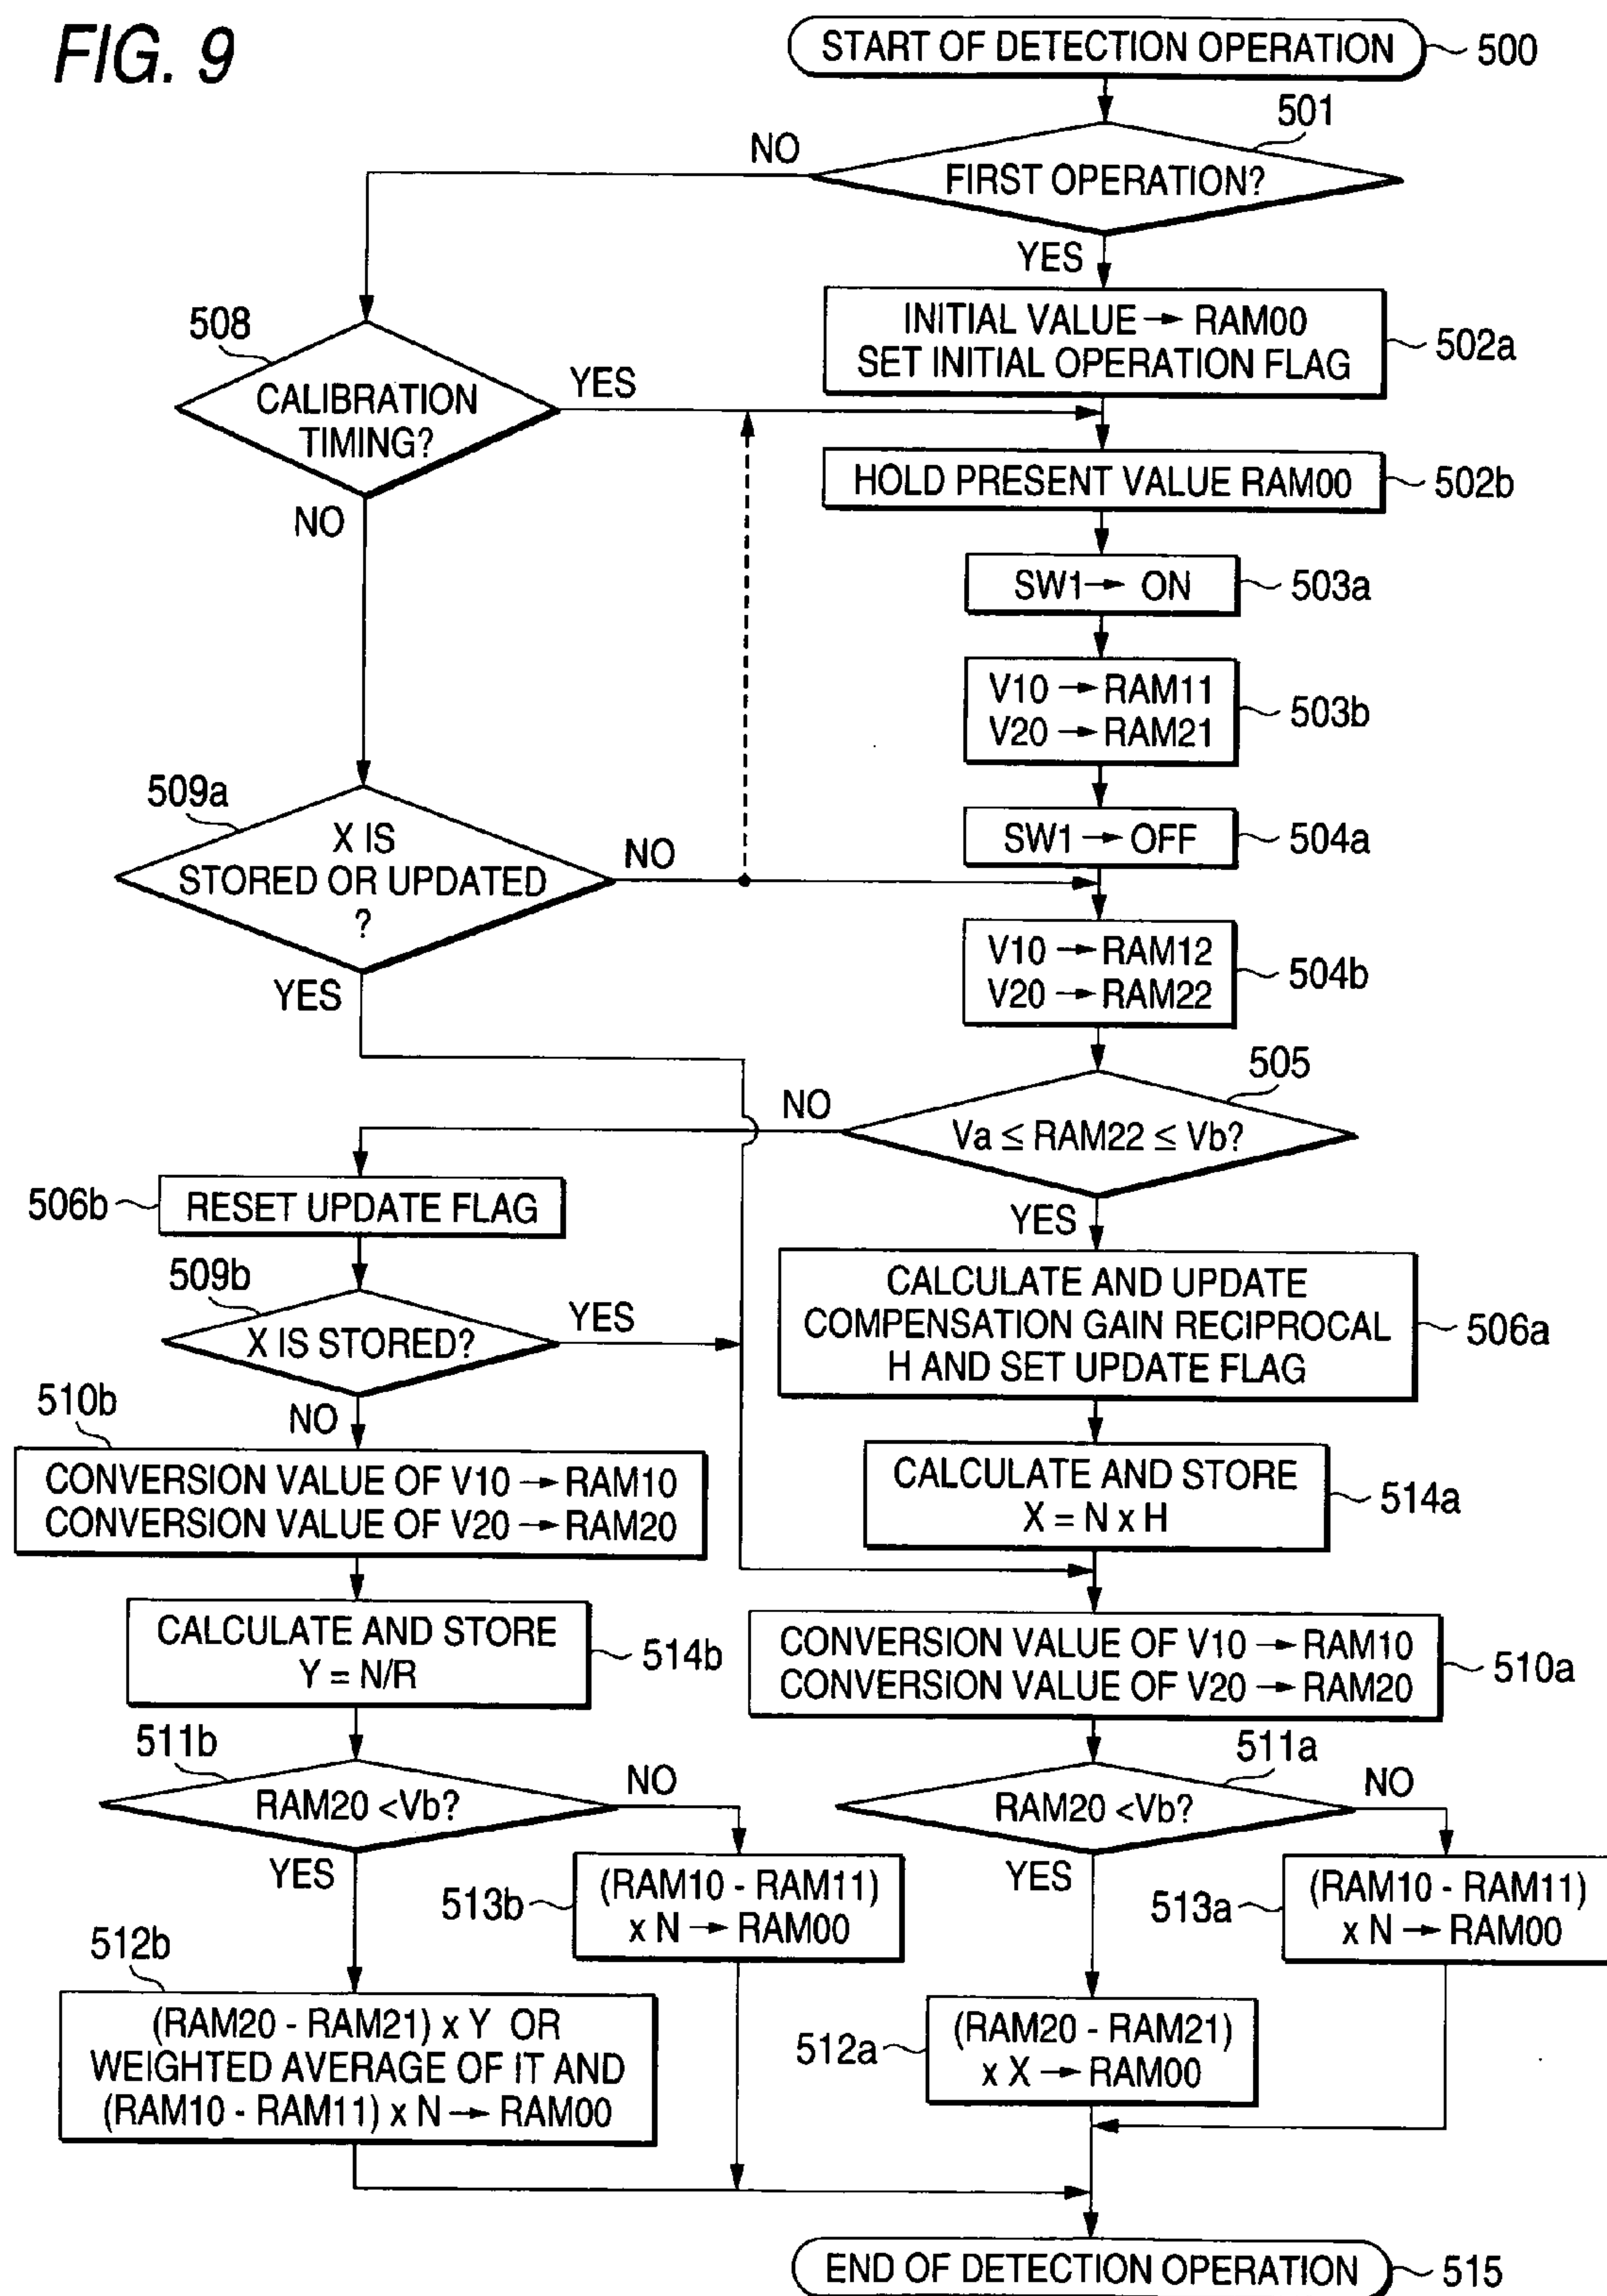 FIG. 9
START OF DETECTION OPERATION
500
501
NO
FIRST OPERATION?
YES
INITIAL VALUE → RAM00
SET INITIAL OPERATION FLAG
502a
508
CALIBRATION
TIMING?
YES
NO
HOLD PRESENT VALUE RAM00
502b
SW1 → ON
503a
V10 → RAM11
V20 → RAM21
503b
SW1 → OFF
504a
509a
X IS
STORED OR UPDATED
?
NO
YES
V10 → RAM12
V20 → RAM22
504b
505
NO
Va ≤ RAM22 ≤ Vb?
YES
506b
RESET UPDATE FLAG
509b
X IS STORED?
YES
NO
CALCULATE AND UPDATE
COMPENSATION GAIN RECIPROCAL
H AND SET UPDATE FLAG
506a
510b
CONVERSION VALUE OF V10 → RAM10
CONVERSION VALUE OF V20 → RAM20
CALCULATE AND STORE
X = N x H
514a
CALCULATE AND STORE
Y = N/R
514b
CONVERSION VALUE OF V10 → RAM10
CONVERSION VALUE OF V20 → RAM20
510a
511b
RAM20 <Vb?
NO
YES
511a
RAM20 <Vb?
NO
YES
513b
(RAM10 - RAM11)
x N → RAM00
513a
(RAM10 - RAM11)
x N → RAM00
512b
(RAM20 - RAM21) x Y OR
WEIGHTED AVERAGE OF IT AND
(RAM10 - RAM11) x N → RAM00
512a
(RAM20 - RAM21)
x X → RAM00
END OF DETECTION OPERATION
515